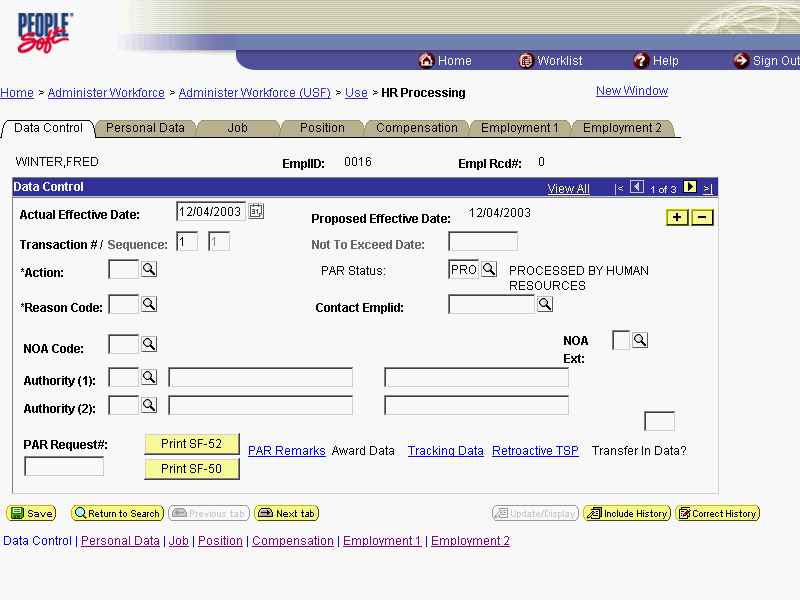 PEOPLE
Soft
Home Worklist Help Sign Out
Home > Administer Workforce > Administer Workforce (USF) > Use > HR Processing New Window
Data Control Personal Data Job Position Compensation Employment 1 Employment 2
WINTER,FRED EmplID: 0016 Empl Rcd#: 0
Data Control View All |< 1 of 3 >|
Actual Effective Date: 12/04/2003 31 Proposed Effective Date: 12/04/2003 + −
Transaction # / Sequence: 1 1 Not To Exceed Date:
*Action: PAR Status: PRO PROCESSED BY HUMAN
RESOURCES
*Reason Code: Contact Emplid:
NOA Code: NOA
Ext:
Authority (1):
Authority (2):
PAR Request#: Print SF-52 PAR Remarks Award Data Tracking Data Retroactive TSP Transfer In Data?
Print SF-50
Save Return to Search Previous tab Next tab Update/Display Include History Correct History
Data Control | Personal Data | Job | Position | Compensation | Employment 1 | Employment 2